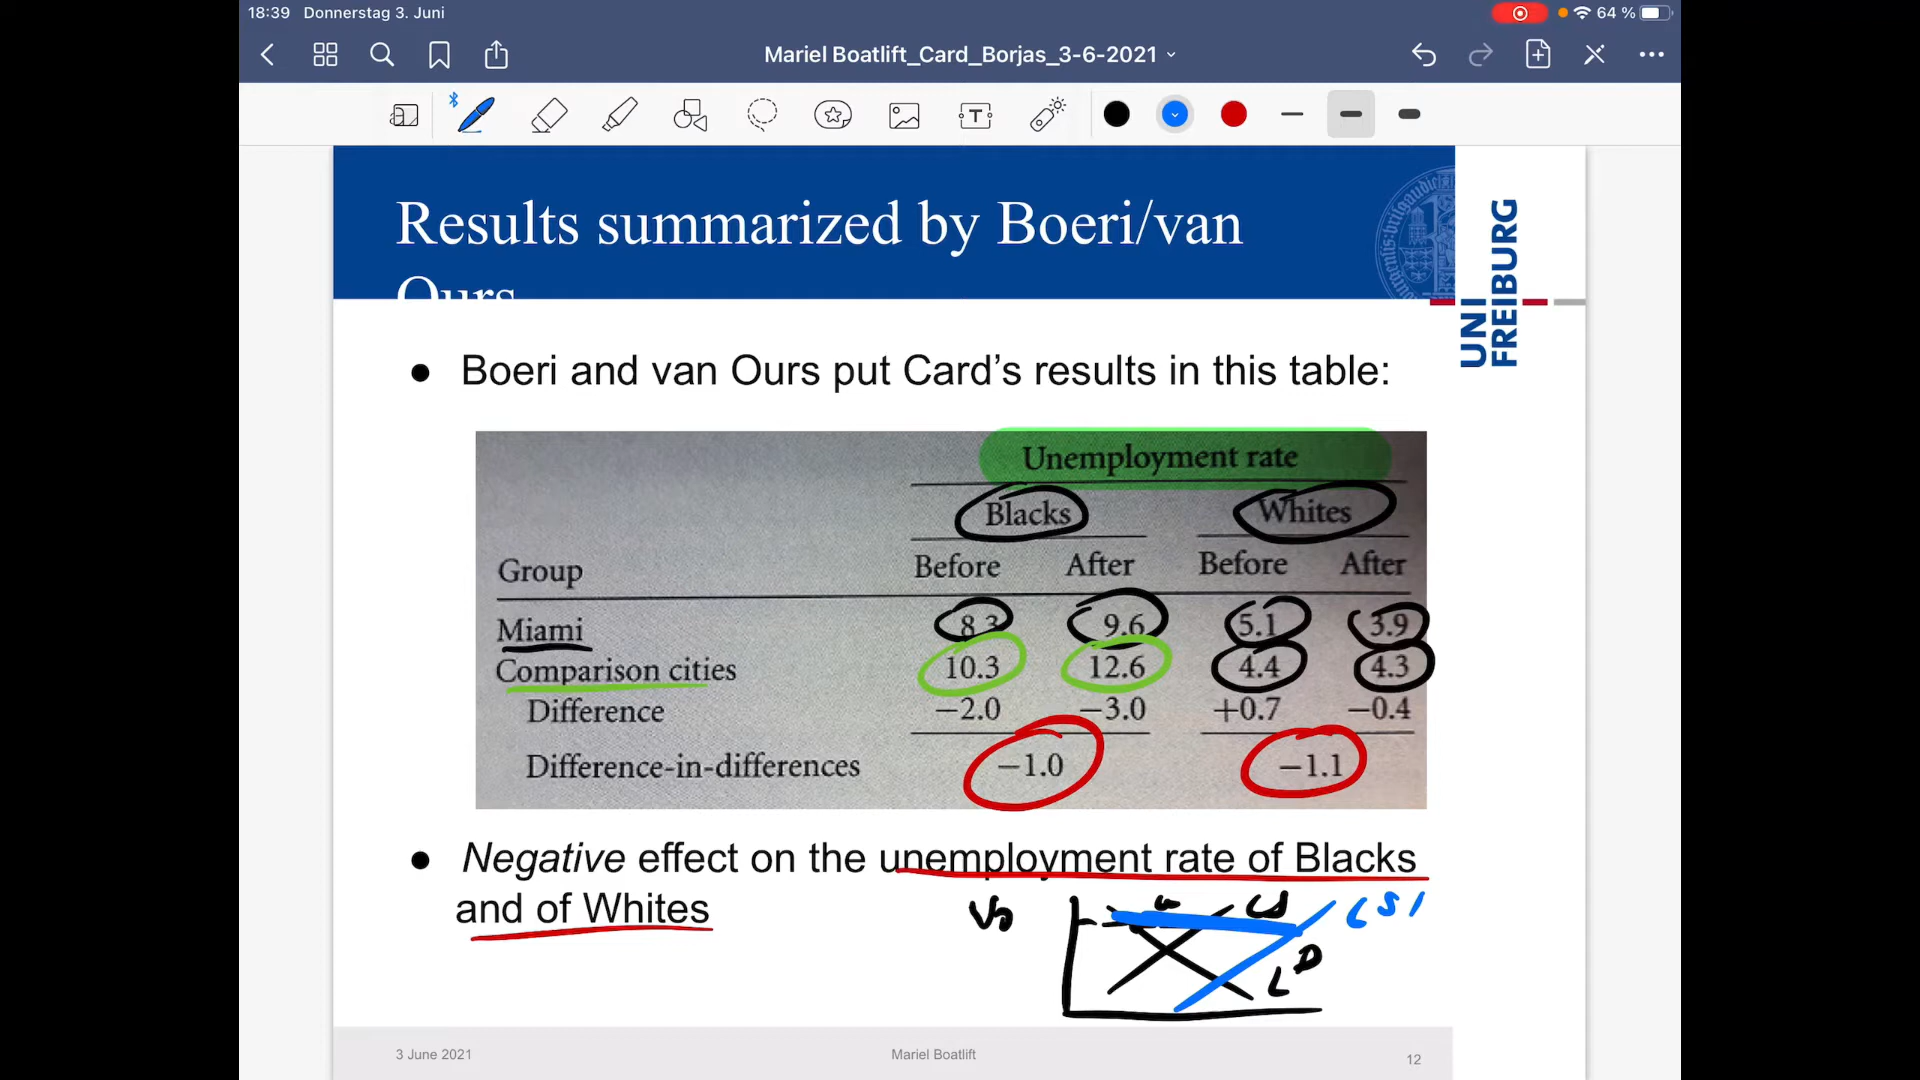 18:39 Donnerstag 3. Juni
64 %
Mariel Boatlift_Card_Borjas_3-6-2021
T
Results summarized by Boeri/van
Ours
UNI
FREIBURG
● Boeri and van Ours put Card’s results in this table:
Unemployment rate
Blacks Whites
Group Before After Before After
Miami 8.3 9.6 5.1 3.9
Comparison cities 10.3 12.6 4.4 4.3
Difference −2.0 −3.0 +0.7 −0.4
Difference-in-differences −1.0 −1.1
● Negative effect on the unemployment rate of Blacks
and of Whites
LS
LS1
LD
3 June 2021 Mariel Boatlift 12